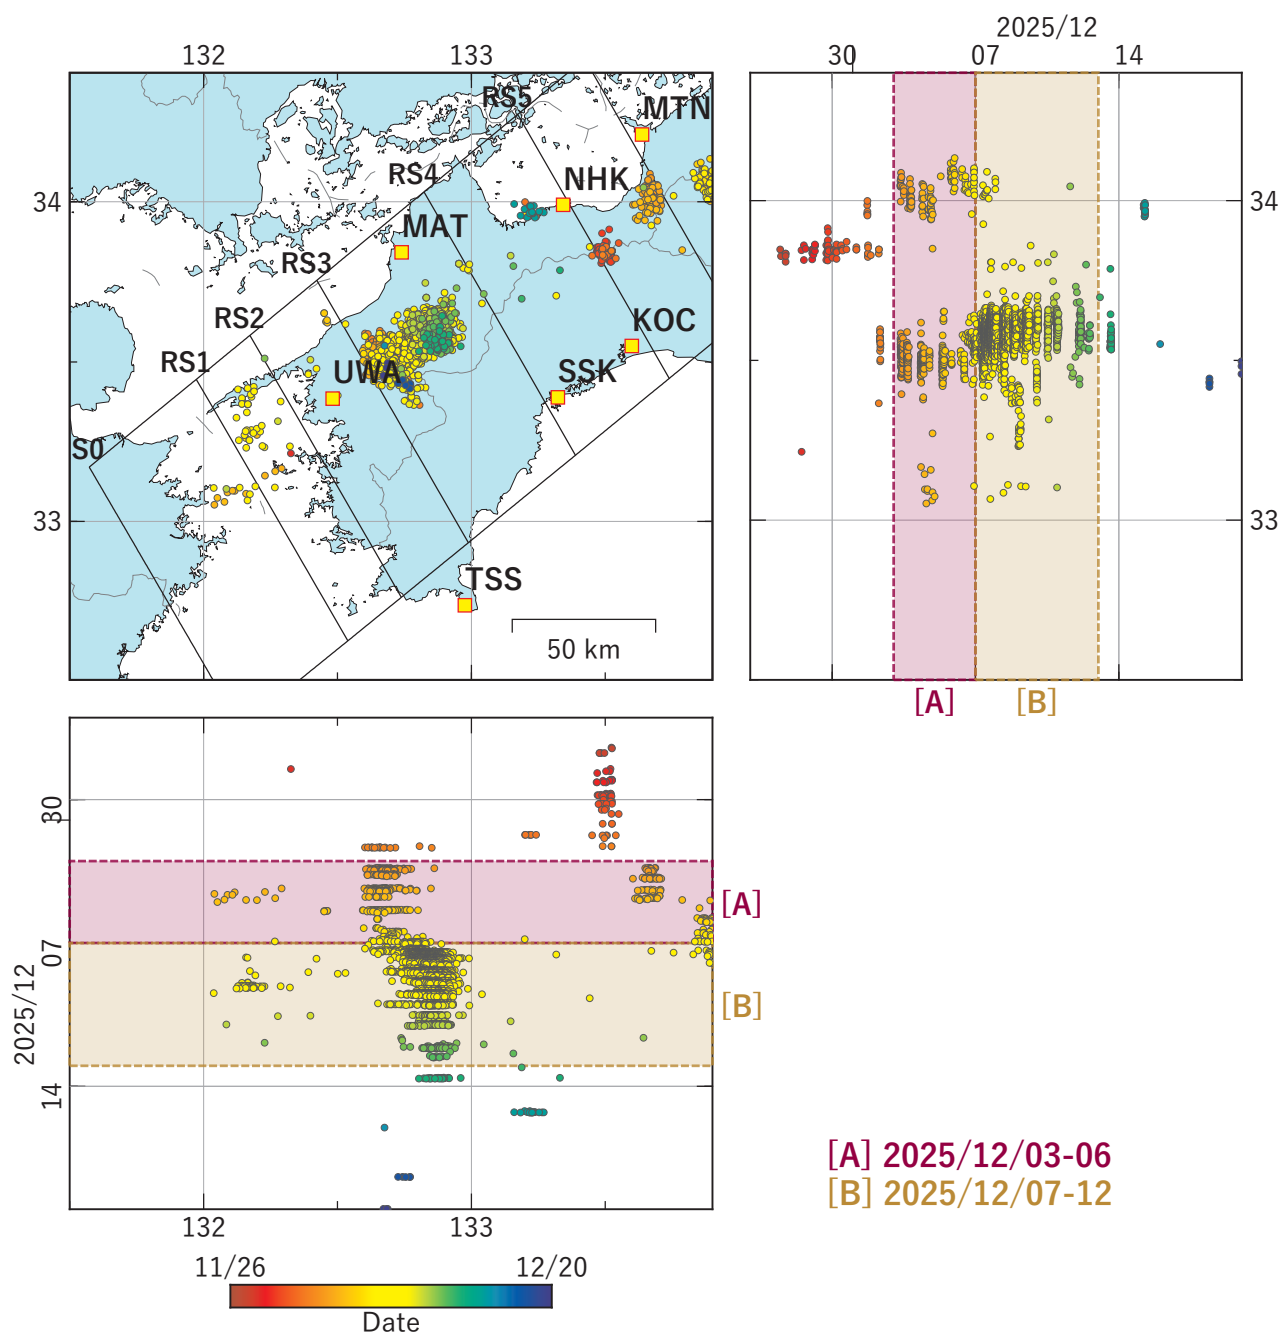 132
133
34
33
RS5
MTN
RS4
NHK
MAT
RS3
RS2
KOC
RS1
UWA
SSK
S0
TSS
50 km
2025/12
30
07
14
34
33
[A]
[B]
30
07
14
2025/12
[A]
[B]
132
133
[A] 2025/12/03-06
[B] 2025/12/07-12
11/26
12/20
Date